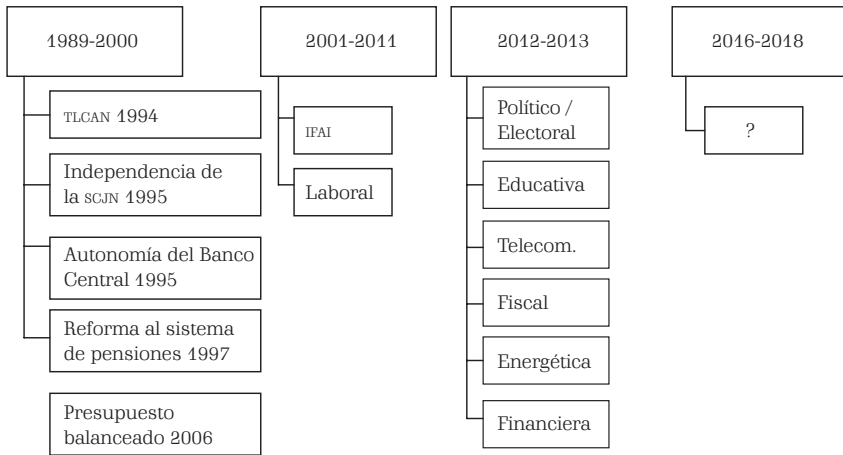 1989-2000
TLCAN 1994
Independencia de
la SCJN 1995
Autonomía del Banco
Central 1995
Reforma al sistema
de pensiones 1997
Presupuesto
balanceado 2006
2001-2011
IFAI
Laboral
2012-2013
Político /
Electoral
Educativa
Telecom.
Fiscal
Energética
Financiera
2016-2018
?